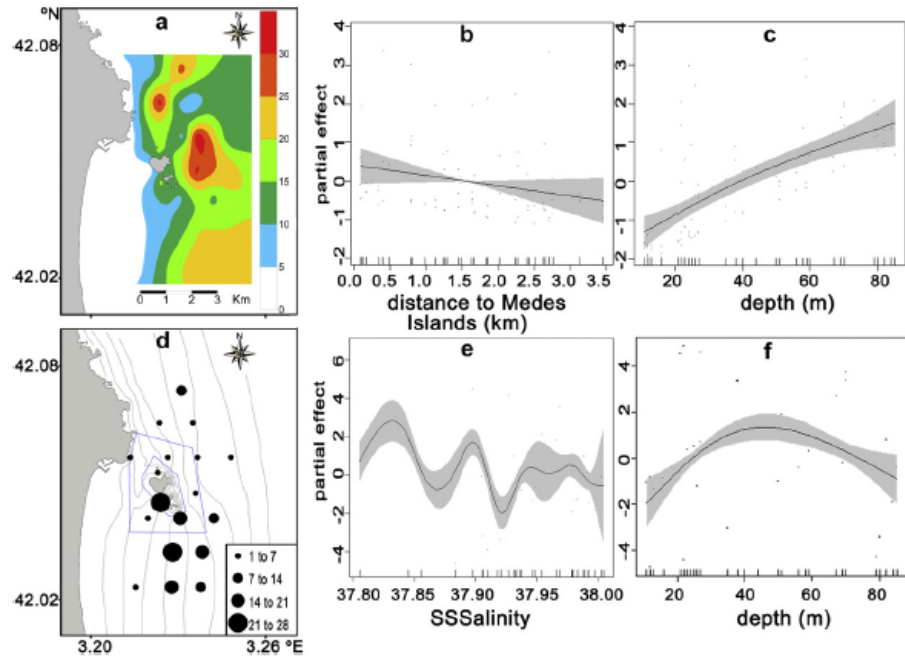 ºN
a
N
42.08
42.02
30
25
20
15
10
5
0
0 1 2 3 Km
b
partial effect
4
3
2
1
0
-1
-2
0.0 0.5 1.0 1.5 2.0 2.5 3.0 3.5
distance to Medes
Islands (km)
c
4
3
2
1
0
-1
-2
20 40 60 80
depth (m)
d
N
42.08
42.02
1 to 7
7 to 14
14 to 21
21 to 28
3.20
3.26
ºE
e
partial effect
6
4
2
0
-2
-4
37.80 37.85 37.90 37.95 38.00
SSSalinity
f
4
2
0
-2
-4
20 40 60 80
depth (m)